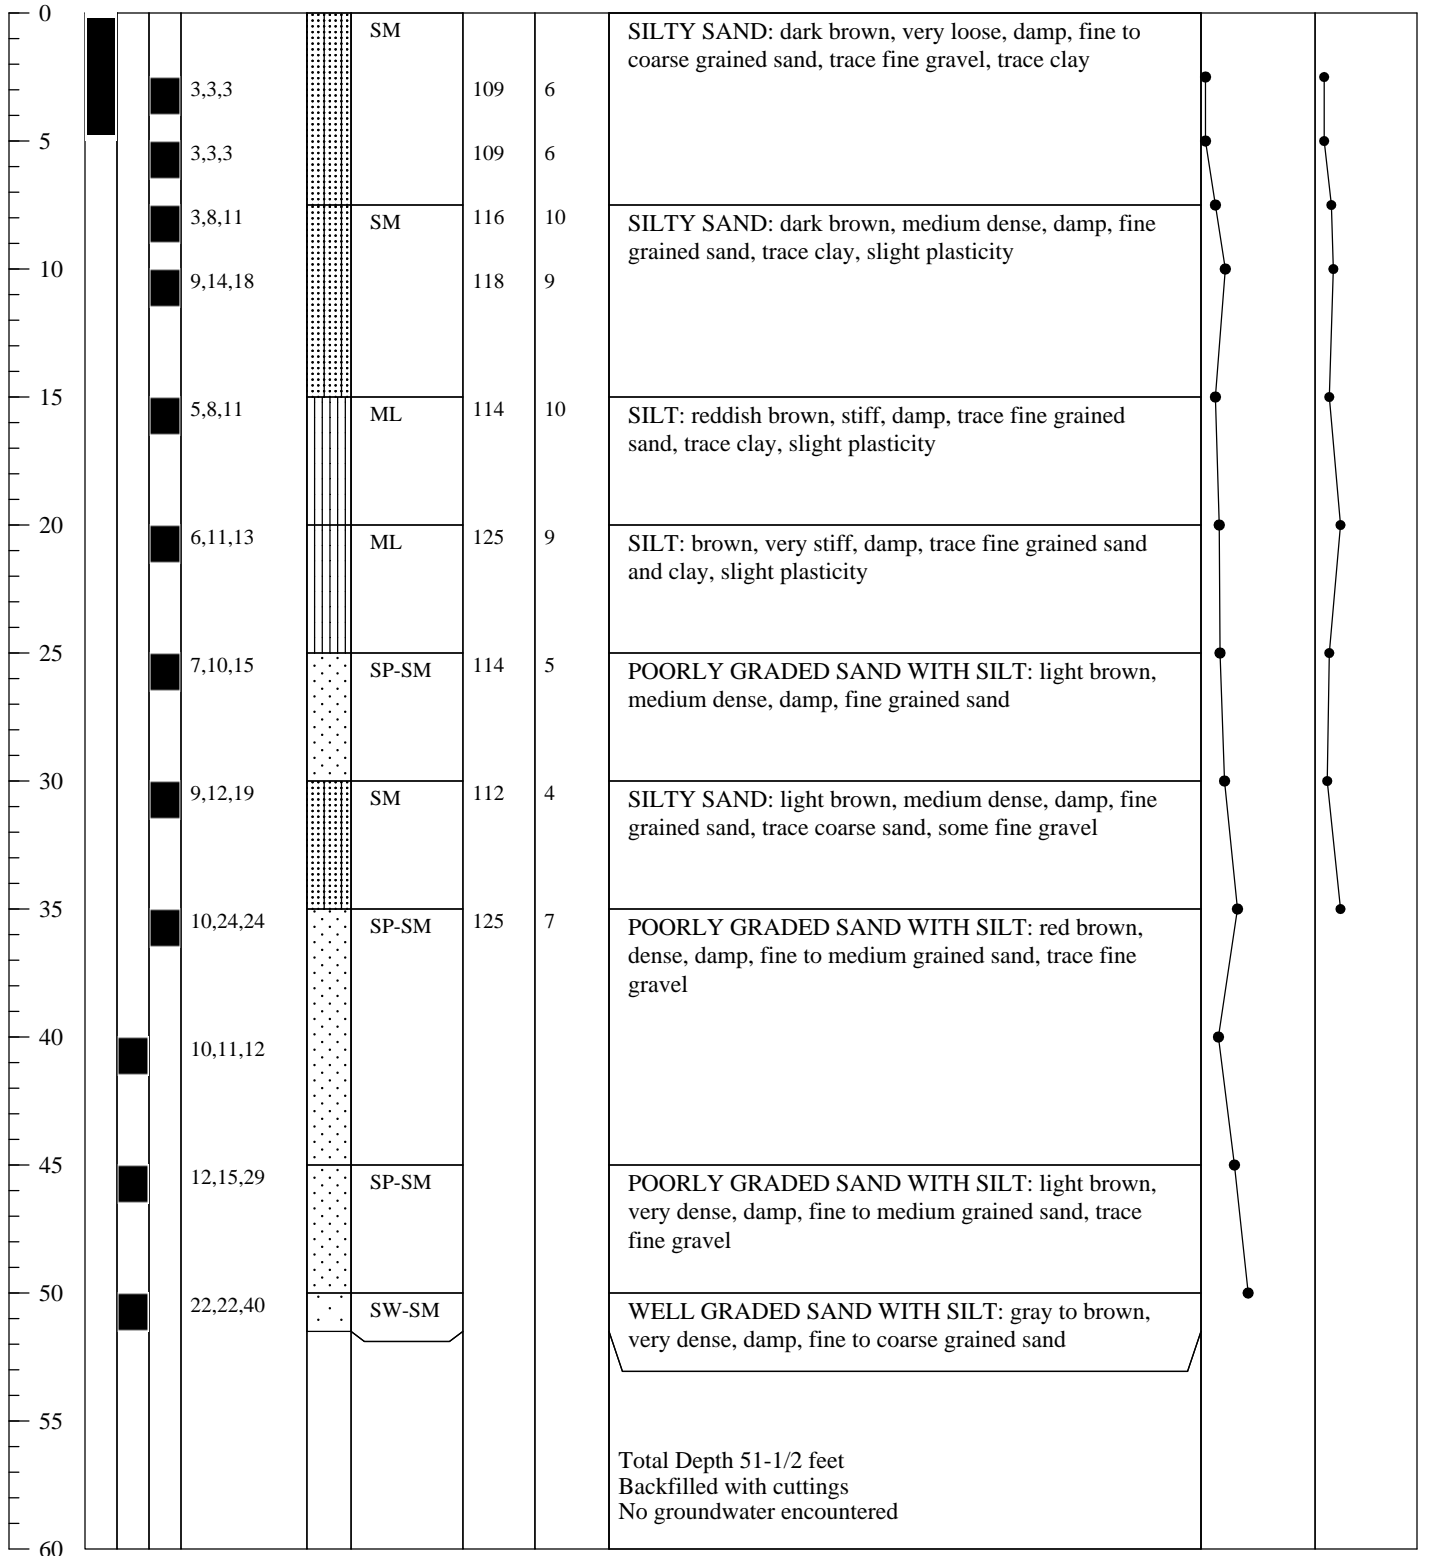 0
SM
SILTY SAND: dark brown, very loose, damp, fine to
coarse grained sand, trace fine gravel, trace clay
3,3,3 109 6
5
3,3,3 109 6
3,8,11 SM 116 10
SILTY SAND: dark brown, medium dense, damp, fine
grained sand, trace clay, slight plasticity
10
9,14,18 118 9
15
5,8,11 ML 114 10
SILT: reddish brown, stiff, damp, trace fine grained
sand, trace clay, slight plasticity
20
6,11,13 ML 125 9
SILT: brown, very stiff, damp, trace fine grained sand
and clay, slight plasticity
25
7,10,15 SP-SM 114 5
POORLY GRADED SAND WITH SILT: light brown,
medium dense, damp, fine grained sand
30
9,12,19 SM 112 4
SILTY SAND: light brown, medium dense, damp, fine
grained sand, trace coarse sand, some fine gravel
35
10,24,24 SP-SM 125 7
POORLY GRADED SAND WITH SILT: red brown,
dense, damp, fine to medium grained sand, trace fine
gravel
40
10,11,12
45
12,15,29 SP-SM
POORLY GRADED SAND WITH SILT: light brown,
very dense, damp, fine to medium grained sand, trace
fine gravel
50
22,22,40 SW-SM
WELL GRADED SAND WITH SILT: gray to brown,
very dense, damp, fine to coarse grained sand
55
Total Depth 51-1/2 feet
Backfilled with cuttings
No groundwater encountered
60